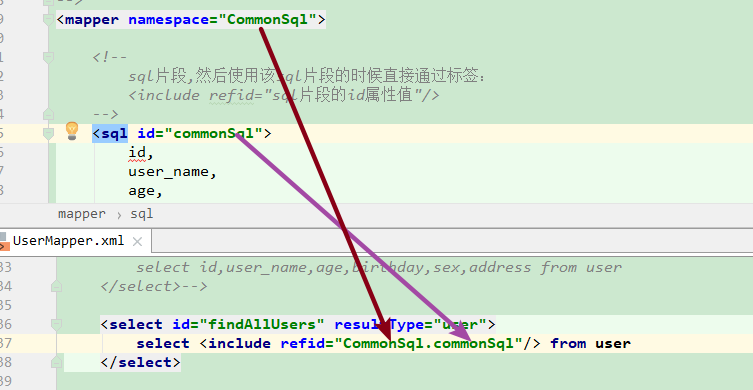 -->
9 <mapper namespace="CommonSql">
0
1 <!--
2 sql片段,然后使用该sql片段的时候直接通过标签:
3 <include refid="sql片段的id属性值"/>
4 -->
5 <sql id="commonSql">
6 id,
7 user_name,
8 age,
mapper › sql
UserMapper.xml ×
33 select id,user_name,age,birthday,sex,address from user
34 </select>-->
35
36 <select id="findAllUsers" resultType="user">
37 select <include refid="CommonSql.commonSql"/> from user
38 </select>